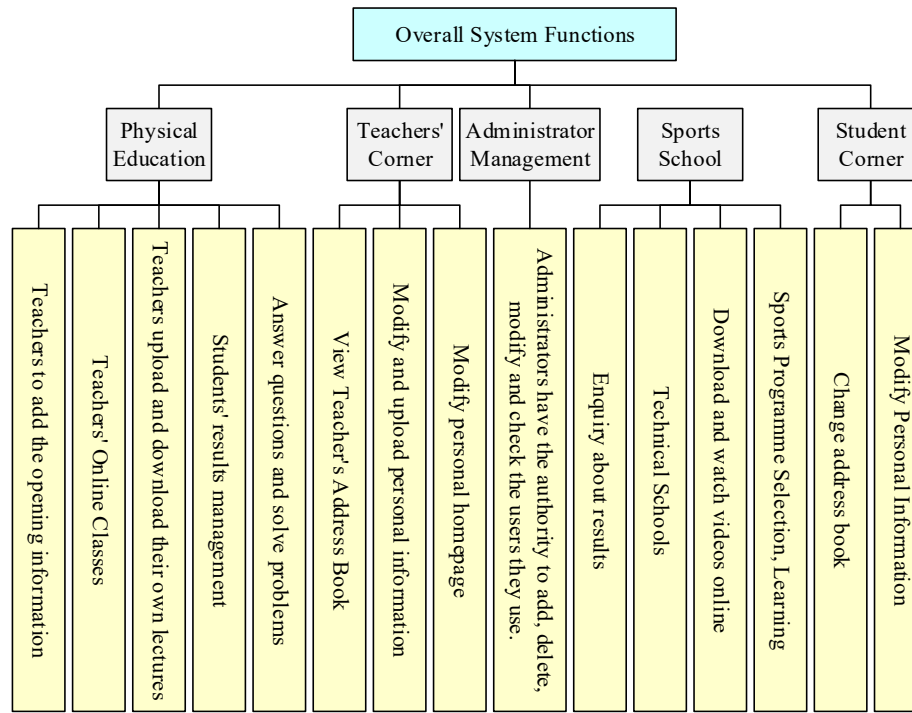 Overall System Functions
Physical
Education
Teachers'
Corner
Administrator
Management
Sports
School
Student
Corner
Teachers to add the opening information
Teachers' Online Classes
Teachers upload and download their own lectures
Students' results management
Answer questions and solve problems
View Teacher's Address Book
Modify and upload personal information
Modify personal homepage
Administrators have the authority to add, delete,
modify and check the users they use.
Enquiry about results
Technical Schools
Download and watch videos online
Sports Programme Selection, Learning
Change address book
Modify Personal Information